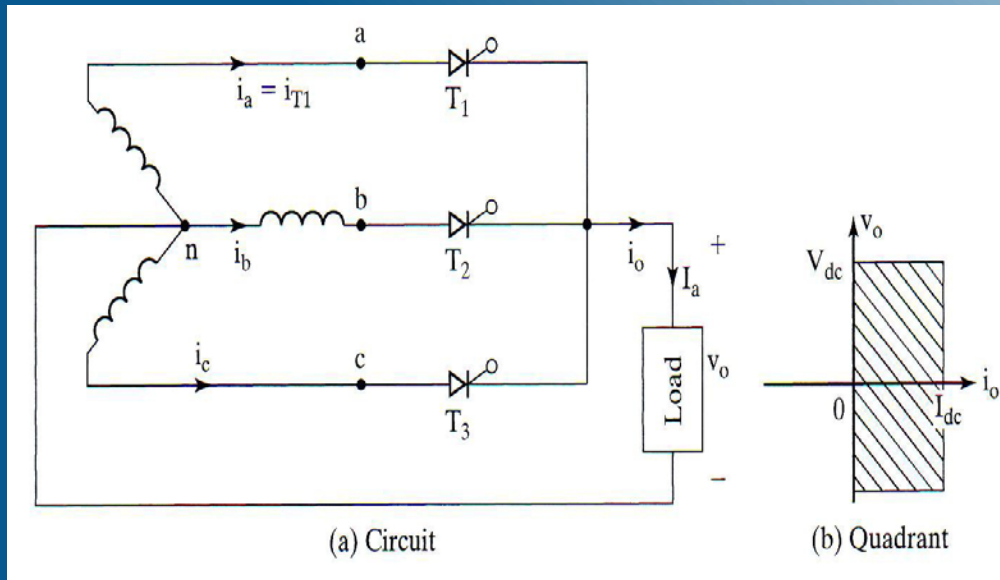 a
i_a = i_T1
T_1
b
n
i_b
T_2
i_o
+
I_a
i_c
c
T_3
Load
v_o
−
(a) Circuit
v_o
V_dc
0
I_dc
i_o
(b) Quadrant